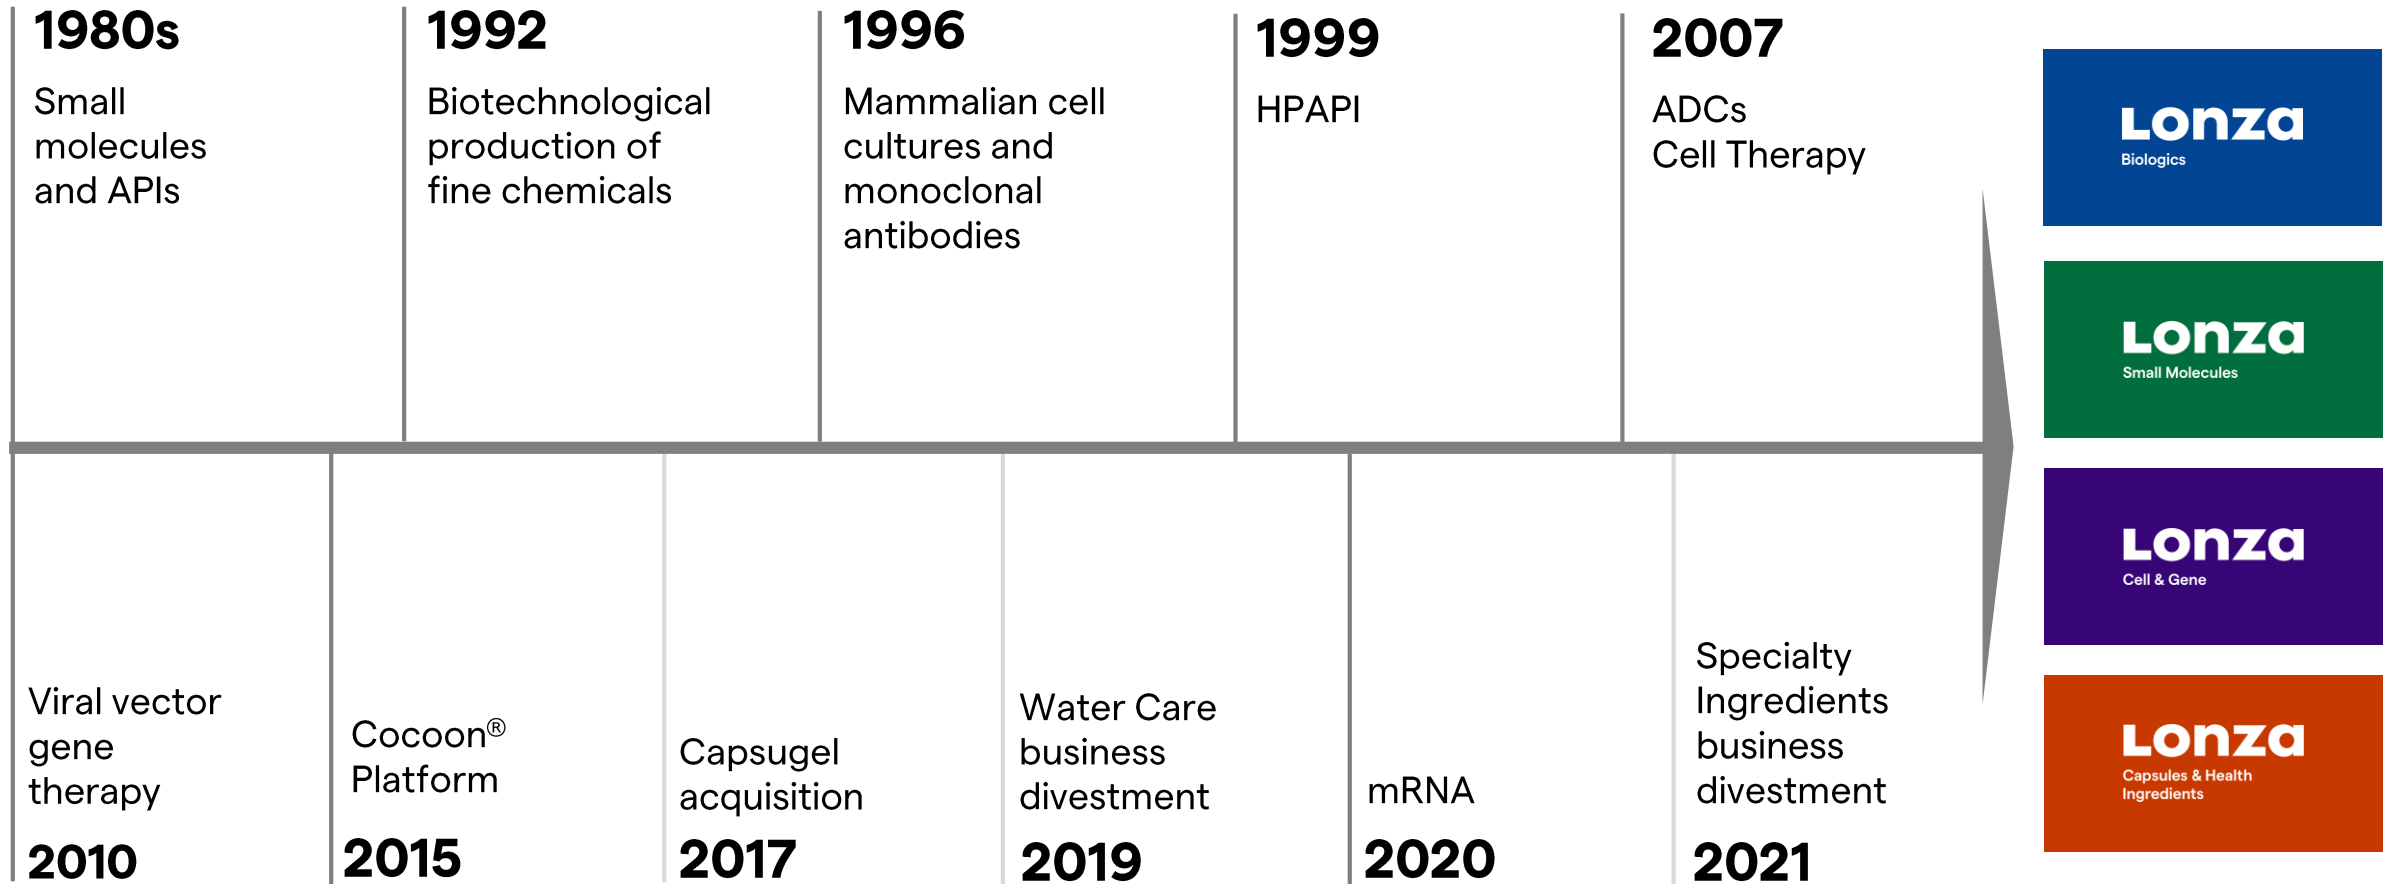 1980s
Small
molecules
and APIs
1992
Biotechnological
production of
fine chemicals
1996
Mammalian cell
cultures and
monoclonal
antibodies
1999
HPAPI
2007
ADCs
Cell Therapy
Viral vector
gene
therapy
2010
Cocoon®
Platform
2015
Capsugel
acquisition
2017
Water Care
business
divestment
2019
mRNA
2020
Specialty
Ingredients
business
divestment
2021
Lonza
Biologics
Lonza
Small Molecules
Lonza
Cell & Gene
Lonza
Capsules & Health
Ingredients